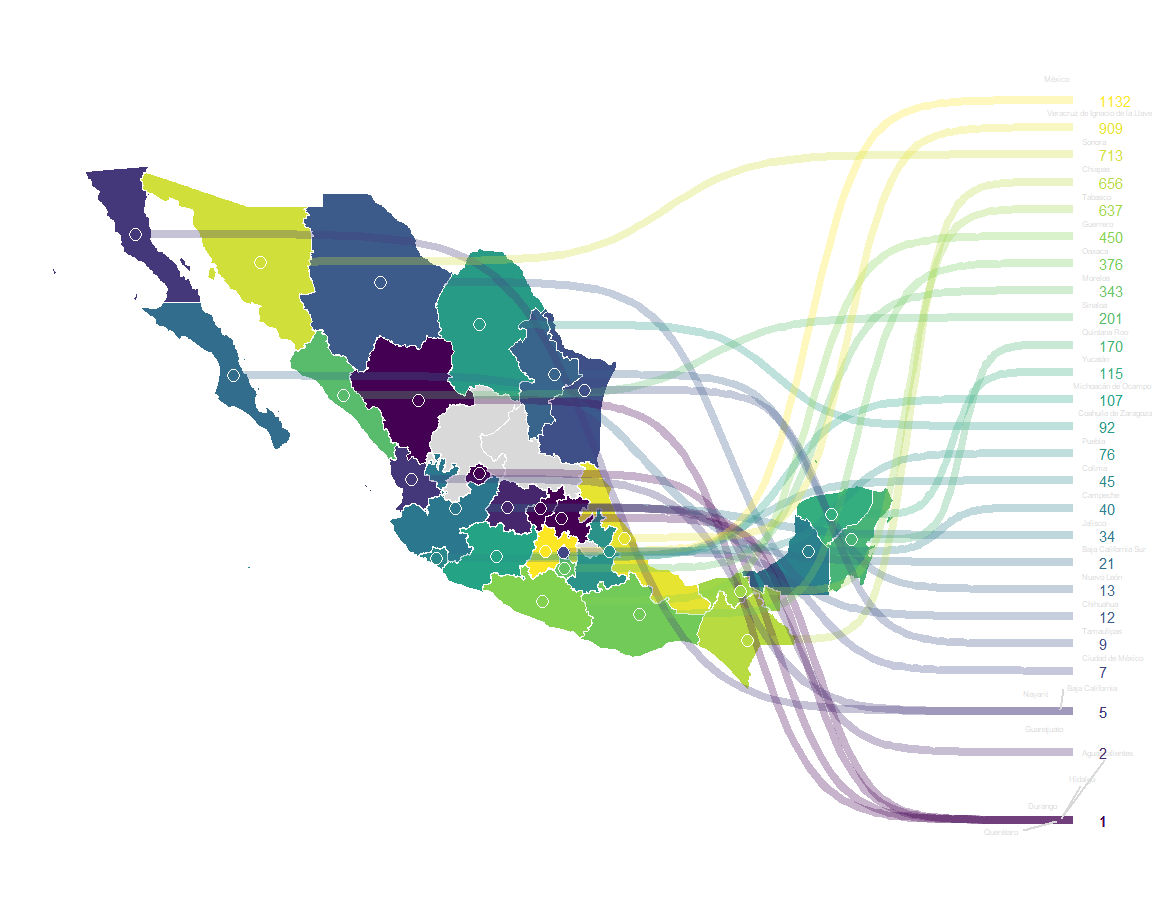 México
1132
Veracruz de Ignacio de la Llave
909
Sonora
713
Chiapas
656
Tabasco
637
Guerrero
450
Oaxaca
376
Morelos
343
Sinaloa
201
Quintana Roo
170
Yucatán
115
Michoacán de Ocampo
107
Coahuila de Zaragoza
92
Puebla
76
Colima
45
Campeche
40
Jalisco
34
Baja California Sur
21
Nuevo León
13
Chihuahua
12
Tamaulipas
9
Ciudad de México
7
Baja California
Nayarit
5
Guanajuato
2
Aguascalientes
Hidalgo
Durango
1
Querétaro